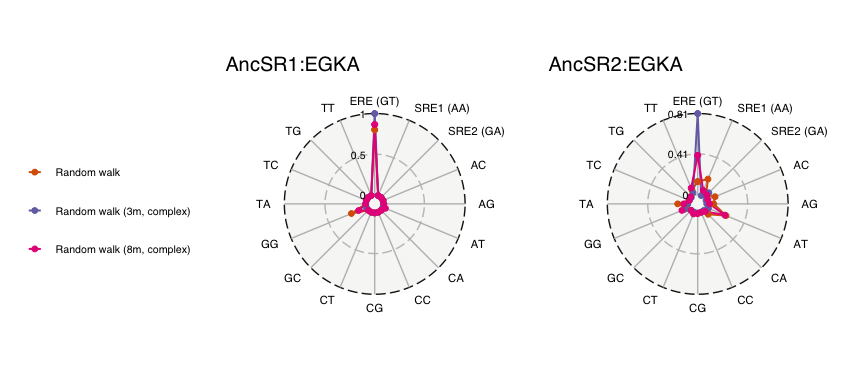 AncSR1:EGKA
AncSR2:EGKA
ERE (GT)
SRE1 (AA)
SRE2 (GA)
AC
AG
AT
CA
CC
CG
CT
GC
GG
TA
TC
TG
TT
1
0.5
0
ERE (GT)
SRE1 (AA)
SRE2 (GA)
AC
AG
AT
CA
CC
CG
CT
GC
GG
TA
TC
TG
TT
0.81
0.41
0
Random walk
Random walk (3m, complex)
Random walk (8m, complex)